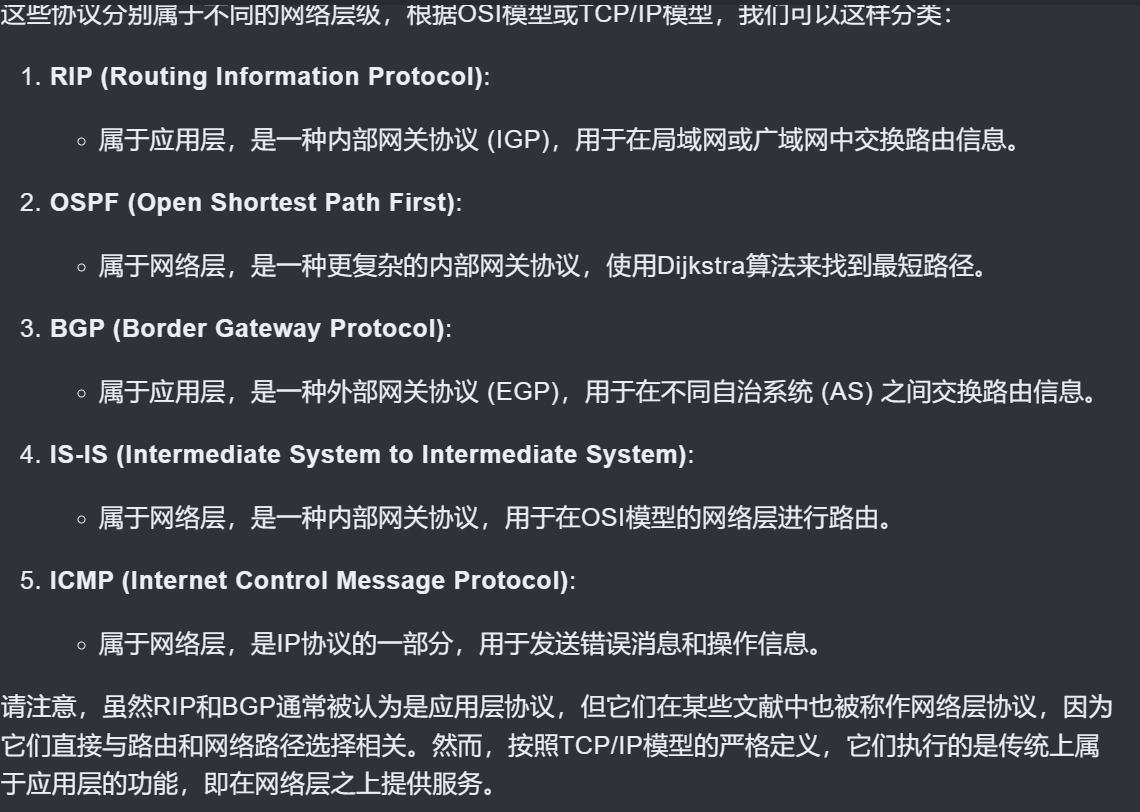 这些协议分别属于不同的网络层级，根据OSI模型或TCP/IP模型，我们可以这样分类：
1. RIP (Routing Information Protocol):
◦ 属于应用层，是一种内部网关协议 (IGP)，用于在局域网或广域网中交换路由信息。
2. OSPF (Open Shortest Path First):
◦ 属于网络层，是一种更复杂的内部网关协议，使用Dijkstra算法来找到最短路径。
3. BGP (Border Gateway Protocol):
◦ 属于应用层，是一种外部网关协议 (EGP)，用于在不同自治系统 (AS) 之间交换路由信息。
4. IS-IS (Intermediate System to Intermediate System):
◦ 属于网络层，是一种内部网关协议，用于在OSI模型的网络层进行路由。
5. ICMP (Internet Control Message Protocol):
◦ 属于网络层，是IP协议的一部分，用于发送错误消息和操作信息。
请注意，虽然RIP和BGP通常被认为是应用层协议，但它们在某些文献中也被称作网络层协议，因为
它们直接与路由和网络路径选择相关。然而，按照TCP/IP模型的严格定义，它们执行的是传统上属
于应用层的功能，即在网络层之上提供服务。